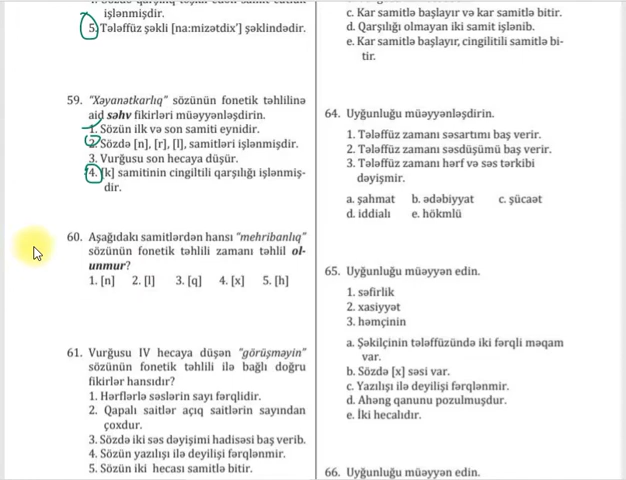 işlənmişdir.
5. Tələffüz şəkli [na:mizətdix'] şəklindədir.
59. "Xəyanətkarlıq" sözünün fonetik təhlilinə
aid səhv fikirləri müəyyənləşdirin.
1. Sözün ilk və son samiti eynidir.
2. Sözdə [n], [r], [l], samitləri işlənmişdir.
3. Vurğusu son hecaya düşür.
4. [k] samitinin cingiltili qarşılığı işlənmiş-
dir.
60. Aşağıdakı samitlərdən hansı "mehribanlıq"
sözünün fonetik təhlili zamanı təhlil ol-
unmur?
1. [n] 2. [l] 3. [q] 4. [x] 5. [h]
61. Vurğusu IV hecaya düşən "görüşməyin"
sözünün fonetik təhlili ilə bağlı doğru
fikirlər hansıdır?
1. Hərflərlə səslərin sayı fərqlidir.
2. Qapalı saitlər açıq saitlərin sayından
çoxdur.
3. Sözdə iki səs dəyişimi hadisəsi baş verib.
4. Sözün yazılışı ilə deyilişi fərqlənmir.
5. Sözün iki hecası samitlə bitir.
c. Kar samitlə başlayır və kar samitlə bitir.
d. Qarşılığı olmayan iki samit işlənib.
e. Kar samitlə başlayır, cingilitili samitlə bi-
tir.
64. Uyğunluğu müəyyənləşdirin.
1. Tələffüz zamanı səsartımı baş verir.
2. Tələffüz zamanı səsdüşümü baş verir.
3. Tələffüz zamanı hərf və səs tərkibi
dəyişmir.
a. şahmat b. ədəbiyyat c. şücaət
d. iddialı e. hökmlü
65. Uyğunluğu müəyyən edin.
1. səfirlik
2. xasiyyət
3. həmçinin
a. Şəkilçinin tələffüzündə iki fərqli məqam
var.
b. Sözdə [x] səsi var.
c. Yazılışı ilə deyilişi fərqlənmir.
d. Ahəng qanunu pozulmuşdur.
e. İki hecalıdır.
66. Uyğunluğu müəyyən edin.